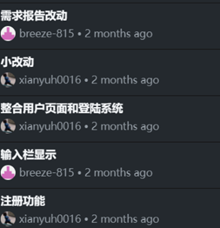 需求报告改动
breeze-815 • 2 months ago
小改动
xianyuh0016 • 2 months ago
整合用户页面和登陆系统
xianyuh0016 • 2 months ago
输入栏显示
breeze-815 • 2 months ago
注册功能
xianyuh0016 • 2 months ago